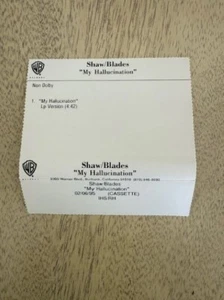 Shaw/Blades
"My Hallucination"
Non Dolby
1. "My Hallucination"
Lp Version (4:42)
Shaw/Blades
"My Hallucination"
Shaw/Blades
"My Hallucination"
(CASSETTE)